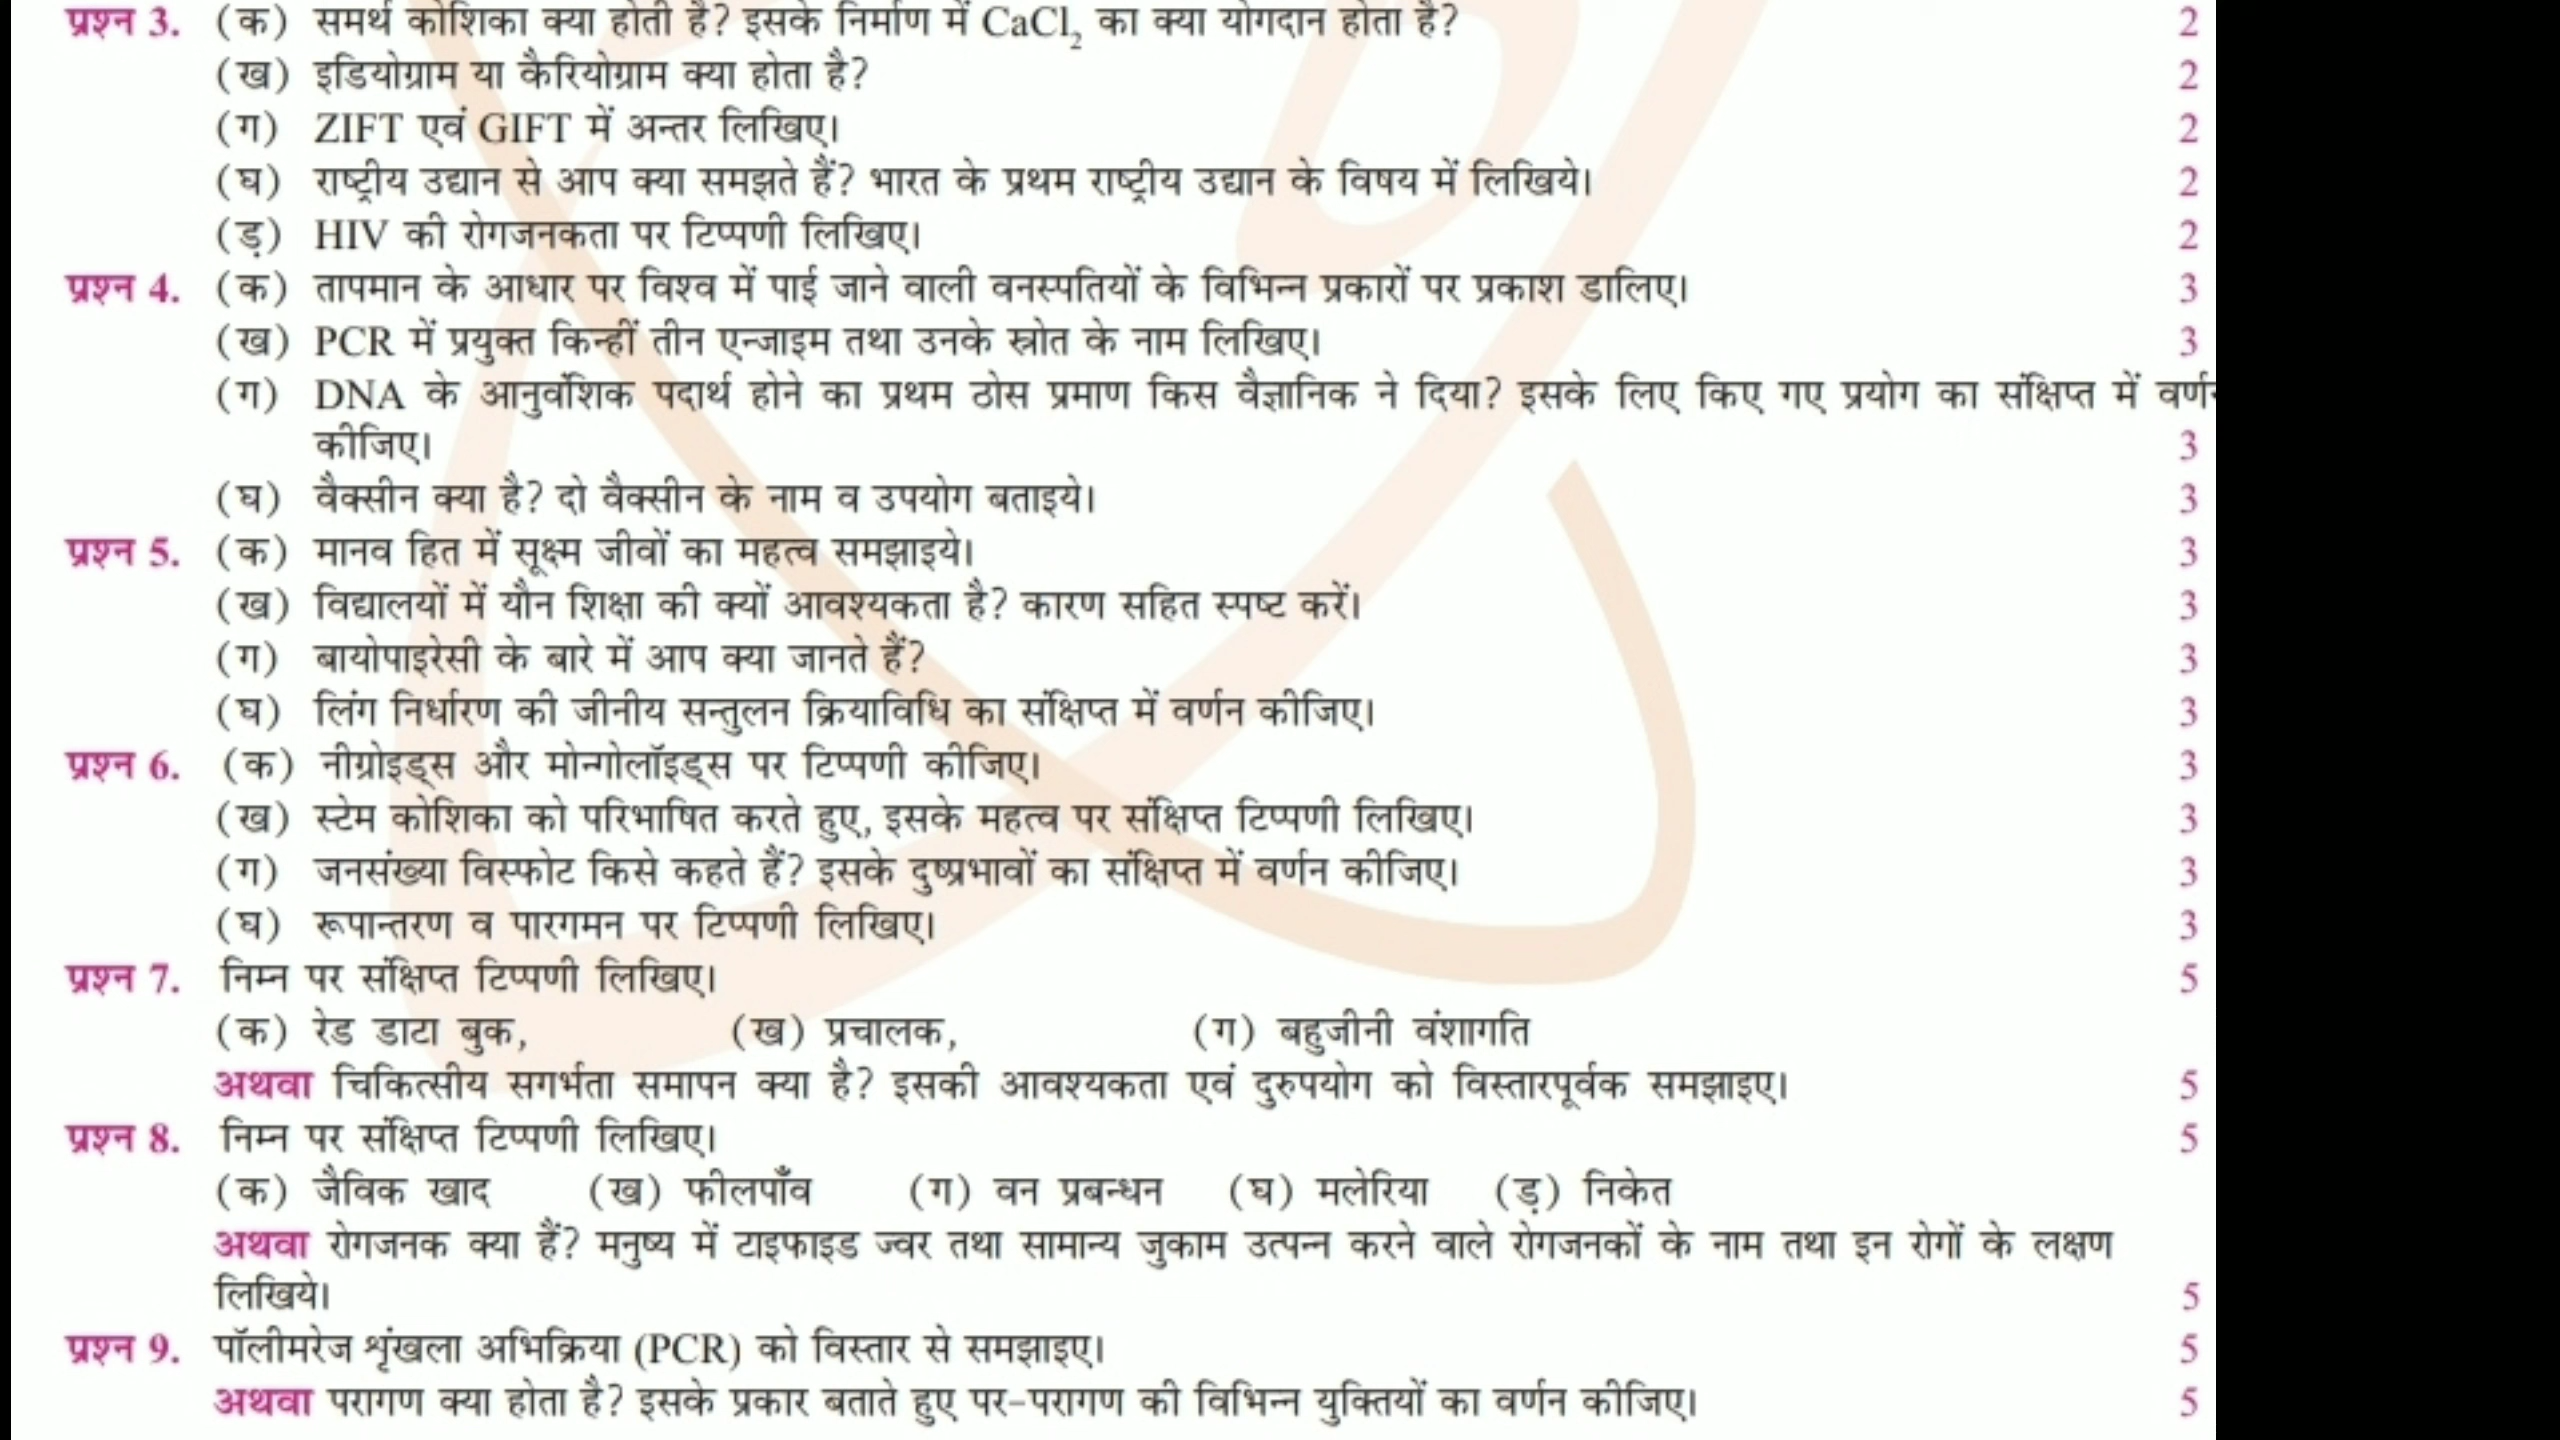 प्रश्न 3. (क) समर्थ कोशिका क्या होती है? इसके निर्माण में CaCl₂ का क्या योगदान होता है? 2
(ख) इडियोग्राम या कैरियोग्राम क्या होता है? 2
(ग) ZIFT एवं GIFT में अन्तर लिखिए। 2
(घ) राष्ट्रीय उद्यान से आप क्या समझते हैं? भारत के प्रथम राष्ट्रीय उद्यान के विषय में लिखिये। 2
(ड़) HIV की रोगजनकता पर टिप्पणी लिखिए। 2
प्रश्न 4. (क) तापमान के आधार पर विश्व में पाई जाने वाली वनस्पतियों के विभिन्न प्रकारों पर प्रकाश डालिए। 3
(ख) PCR में प्रयुक्त किन्हीं तीन एन्जाइम तथा उनके स्रोत के नाम लिखिए। 3
(ग) DNA के आनुवंशिक पदार्थ होने का प्रथम ठोस प्रमाण किस वैज्ञानिक ने दिया? इसके लिए किए गए प्रयोग का संक्षिप्त में वर्णन
कीजिए। 3
(घ) वैक्सीन क्या है? दो वैक्सीन के नाम व उपयोग बताइये। 3
प्रश्न 5. (क) मानव हित में सूक्ष्म जीवों का महत्व समझाइये। 3
(ख) विद्यालयों में यौन शिक्षा की क्यों आवश्यकता है? कारण सहित स्पष्ट करें। 3
(ग) बायोपाइरेसी के बारे में आप क्या जानते हैं? 3
(घ) लिंग निर्धारण की जीनीय सन्तुलन क्रियाविधि का संक्षिप्त में वर्णन कीजिए। 3
प्रश्न 6. (क) नीग्रोइड्स और मोन्गोलॉइड्स पर टिप्पणी कीजिए। 3
(ख) स्टेम कोशिका को परिभाषित करते हुए, इसके महत्व पर संक्षिप्त टिप्पणी लिखिए। 3
(ग) जनसंख्या विस्फोट किसे कहते हैं? इसके दुष्प्रभावों का संक्षिप्त में वर्णन कीजिए। 3
(घ) रूपान्तरण व पारगमन पर टिप्पणी लिखिए। 3
प्रश्न 7. निम्न पर संक्षिप्त टिप्पणी लिखिए। 5
(क) रेड डाटा बुक, (ख) प्रचालक, (ग) बहुजीनी वंशागति
अथवा चिकित्सीय सगर्भता समापन क्या है? इसकी आवश्यकता एवं दुरुपयोग को विस्तारपूर्वक समझाइए। 5
प्रश्न 8. निम्न पर संक्षिप्त टिप्पणी लिखिए। 5
(क) जैविक खाद (ख) फीलपाँव (ग) वन प्रबन्धन (घ) मलेरिया (ड़) निकेत
अथवा रोगजनक क्या हैं? मनुष्य में टाइफाइड ज्वर तथा सामान्य जुकाम उत्पन्न करने वाले रोगजनकों के नाम तथा इन रोगों के लक्षण
लिखिये। 5
प्रश्न 9. पॉलीमरेज शृंखला अभिक्रिया (PCR) को विस्तार से समझाइए। 5
अथवा परागण क्या होता है? इसके प्रकार बताते हुए पर-परागण की विभिन्न युक्तियों का वर्णन कीजिए। 5